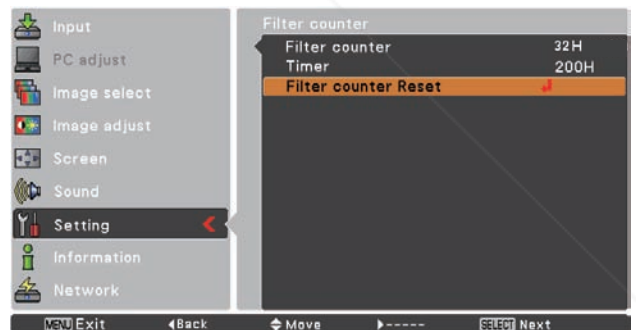 Input
PC adjust
Image select
Image adjust
Screen
Sound
Setting
Information
Network
Filter counter
Filter counter 32H
Timer 200H
Filter counter Reset
MENU Exit Back Move ----- SELECT Next